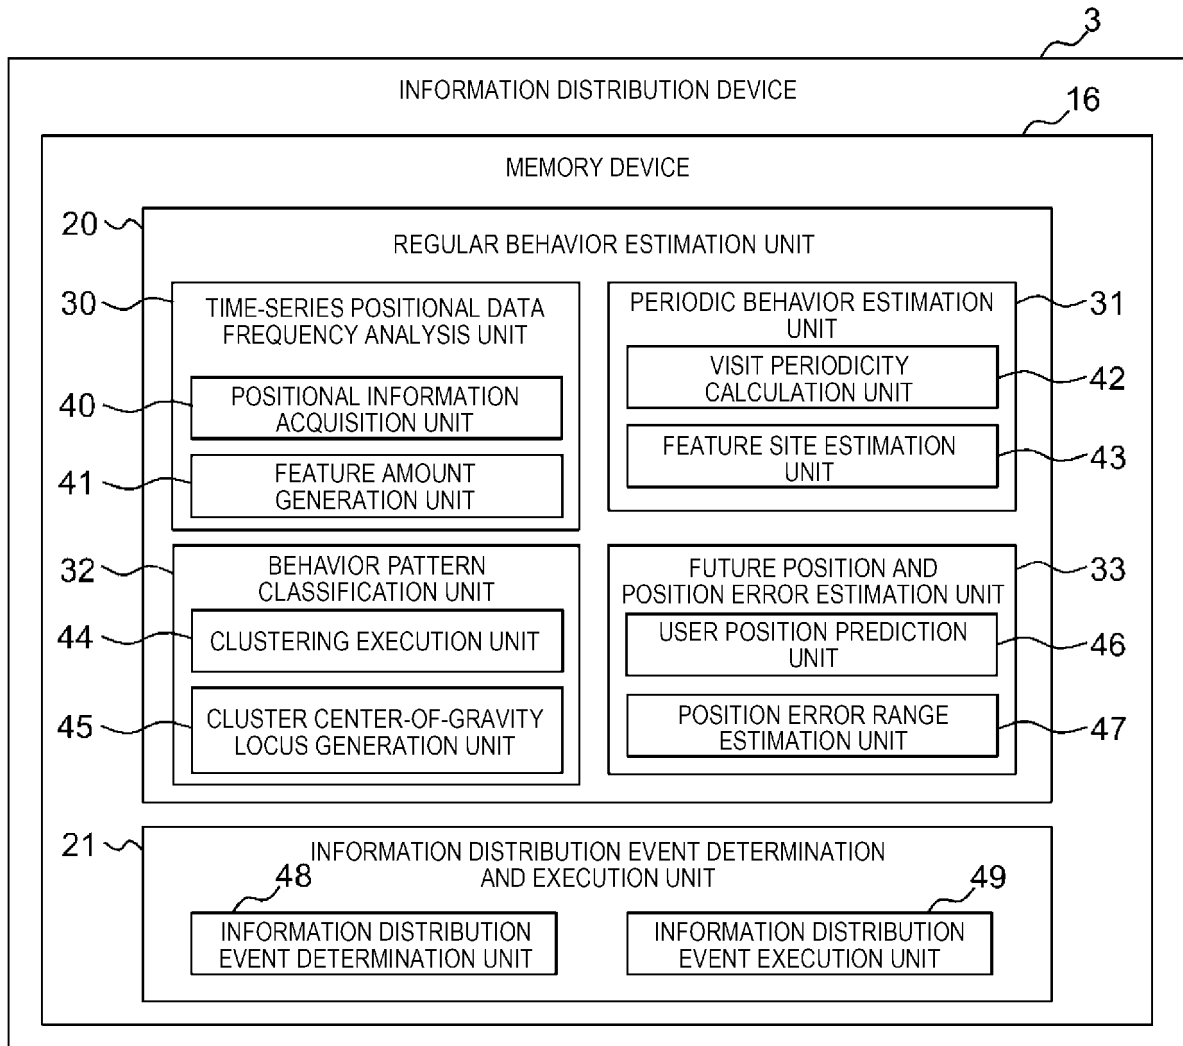 3
INFORMATION DISTRIBUTION DEVICE
16
MEMORY DEVICE
20
REGULAR BEHAVIOR ESTIMATION UNIT
30
TIME-SERIES POSITIONAL DATA
FREQUENCY ANALYSIS UNIT
40
POSITIONAL INFORMATION
ACQUISITION UNIT
41
FEATURE AMOUNT
GENERATION UNIT
PERIODIC BEHAVIOR ESTIMATION
UNIT
31
VISIT PERIODICITY
CALCULATION UNIT
42
FEATURE SITE ESTIMATION
UNIT
43
32
BEHAVIOR PATTERN
CLASSIFICATION UNIT
44
CLUSTERING EXECUTION UNIT
45
CLUSTER CENTER-OF-GRAVITY
LOCUS GENERATION UNIT
FUTURE POSITION AND
POSITION ERROR ESTIMATION UNIT
33
USER POSITION PREDICTION
UNIT
46
POSITION ERROR RANGE
ESTIMATION UNIT
47
21
INFORMATION DISTRIBUTION EVENT DETERMINATION
AND EXECUTION UNIT
48
INFORMATION DISTRIBUTION
EVENT DETERMINATION UNIT
49
INFORMATION DISTRIBUTION
EVENT EXECUTION UNIT